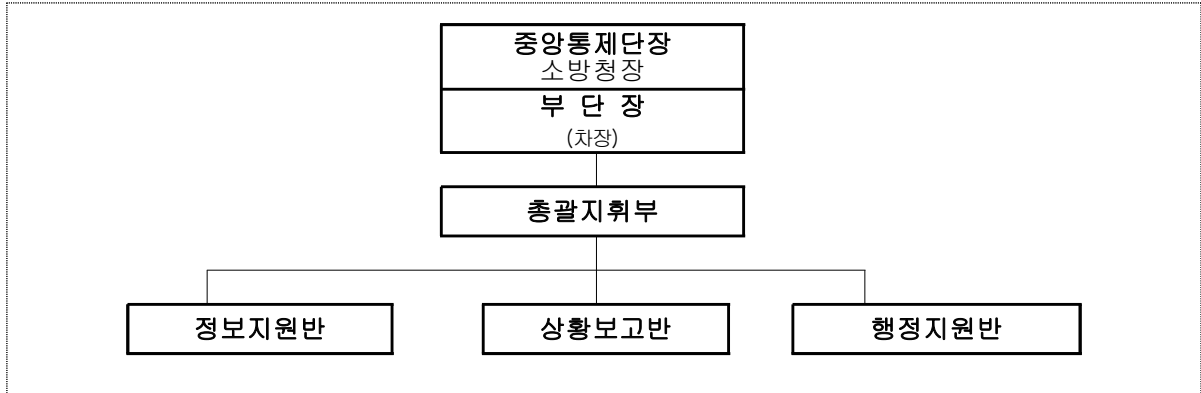 중앙통제단장
소방청장
부 단 장
(차장)
총괄지휘부
정보지원반
상황보고반
행정지원반